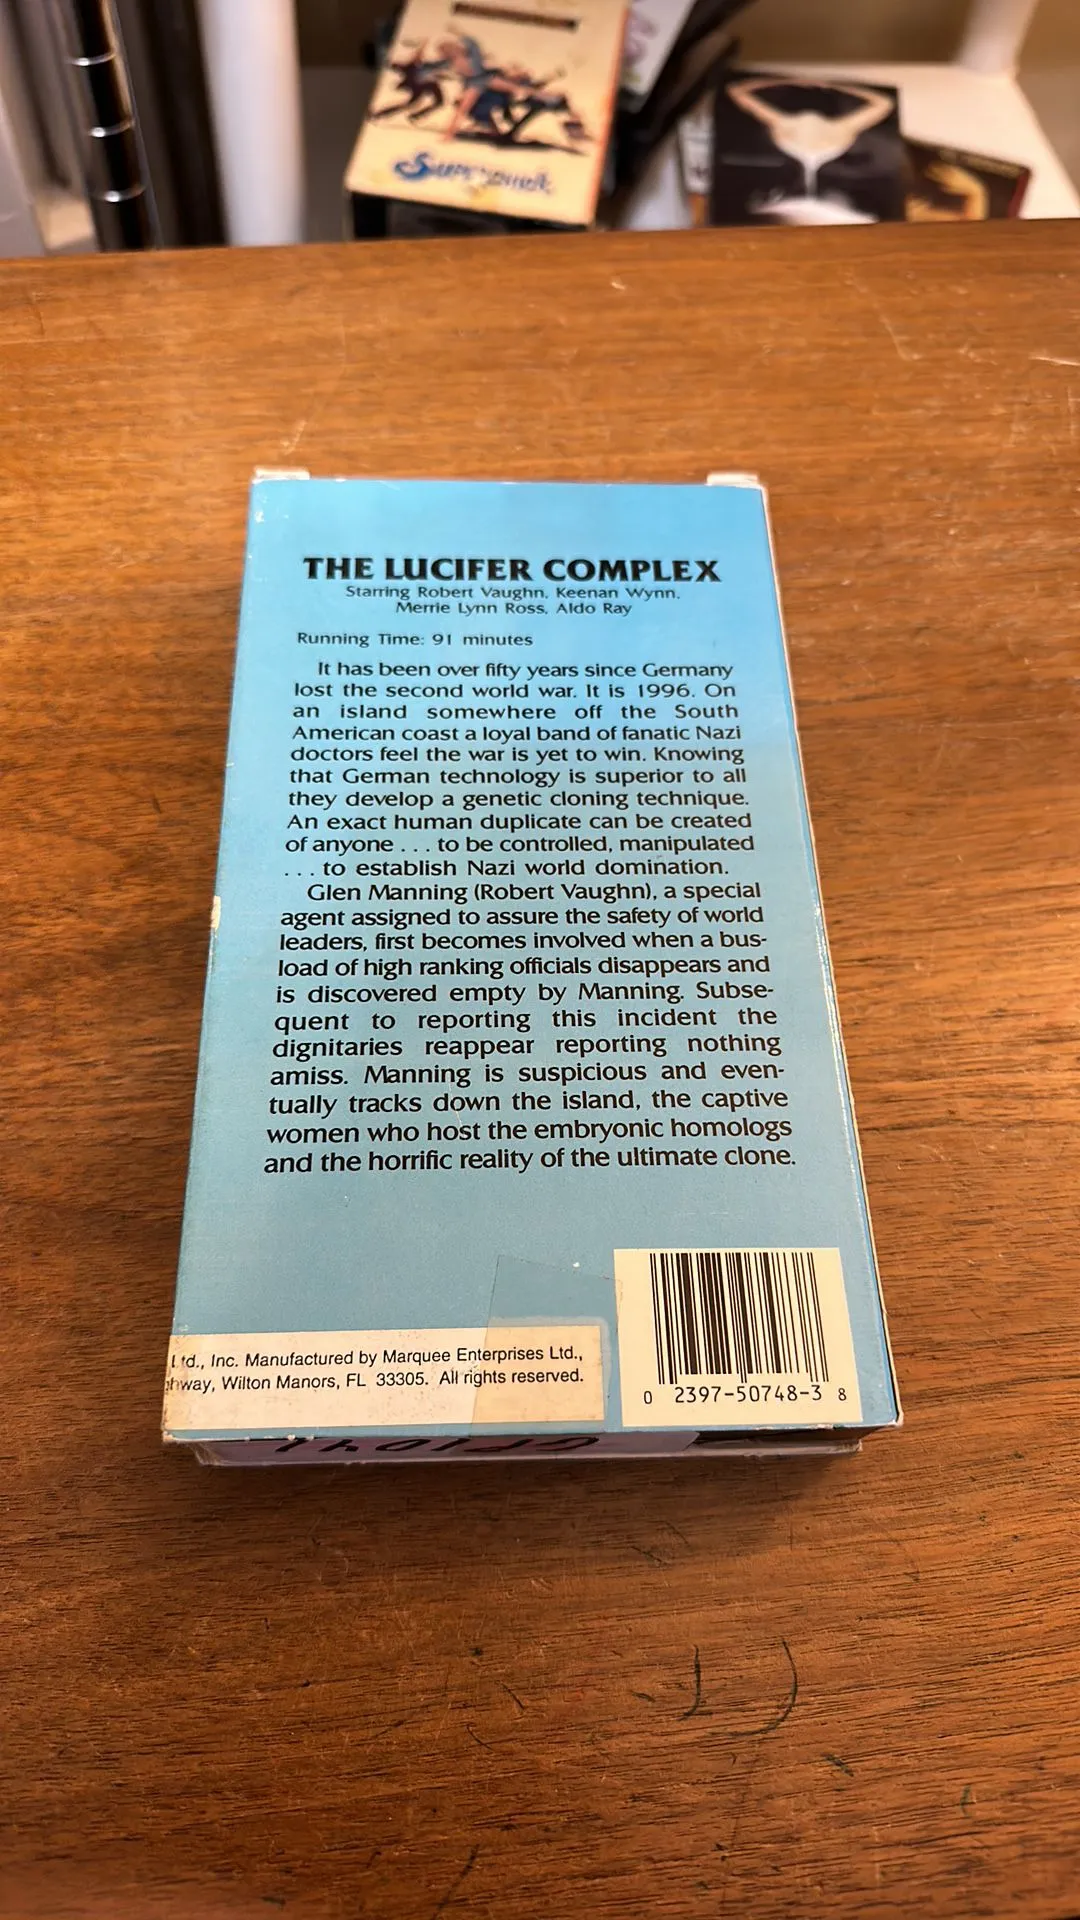 THE LUCIFER COMPLEX
Starring Robert Vaughn, Keenan Wynn,
Merrie Lynn Ross, Aldo Ray
Running Time: 91 minutes
It has been over fifty years since Germany
lost the second world war. It is 1996. On
an island somewhere off the South
American coast a loyal band of fanatic Nazi
doctors feel the war is yet to win. Knowing
that German technology is superior to all
they develop a genetic cloning technique.
An exact human duplicate can be created
of anyone . . . to be controlled, manipulated
. . . to establish Nazi world domination.
Glen Manning (Robert Vaughn), a special
agent assigned to assure the safety of world
leaders, first becomes involved when a bus-
load of high ranking officials disappears and
is discovered empty by Manning. Subse-
quent to reporting this incident the
dignitaries reappear reporting nothing
amiss. Manning is suspicious and even-
tually tracks down the island, the captive
women who host the embryonic homologs
and the horrific reality of the ultimate clone.
Ltd., Inc. Manufactured by Marquee Enterprises Ltd.,
hway, Wilton Manors, FL 33305. All rights reserved.
0 2397-50748-3 8